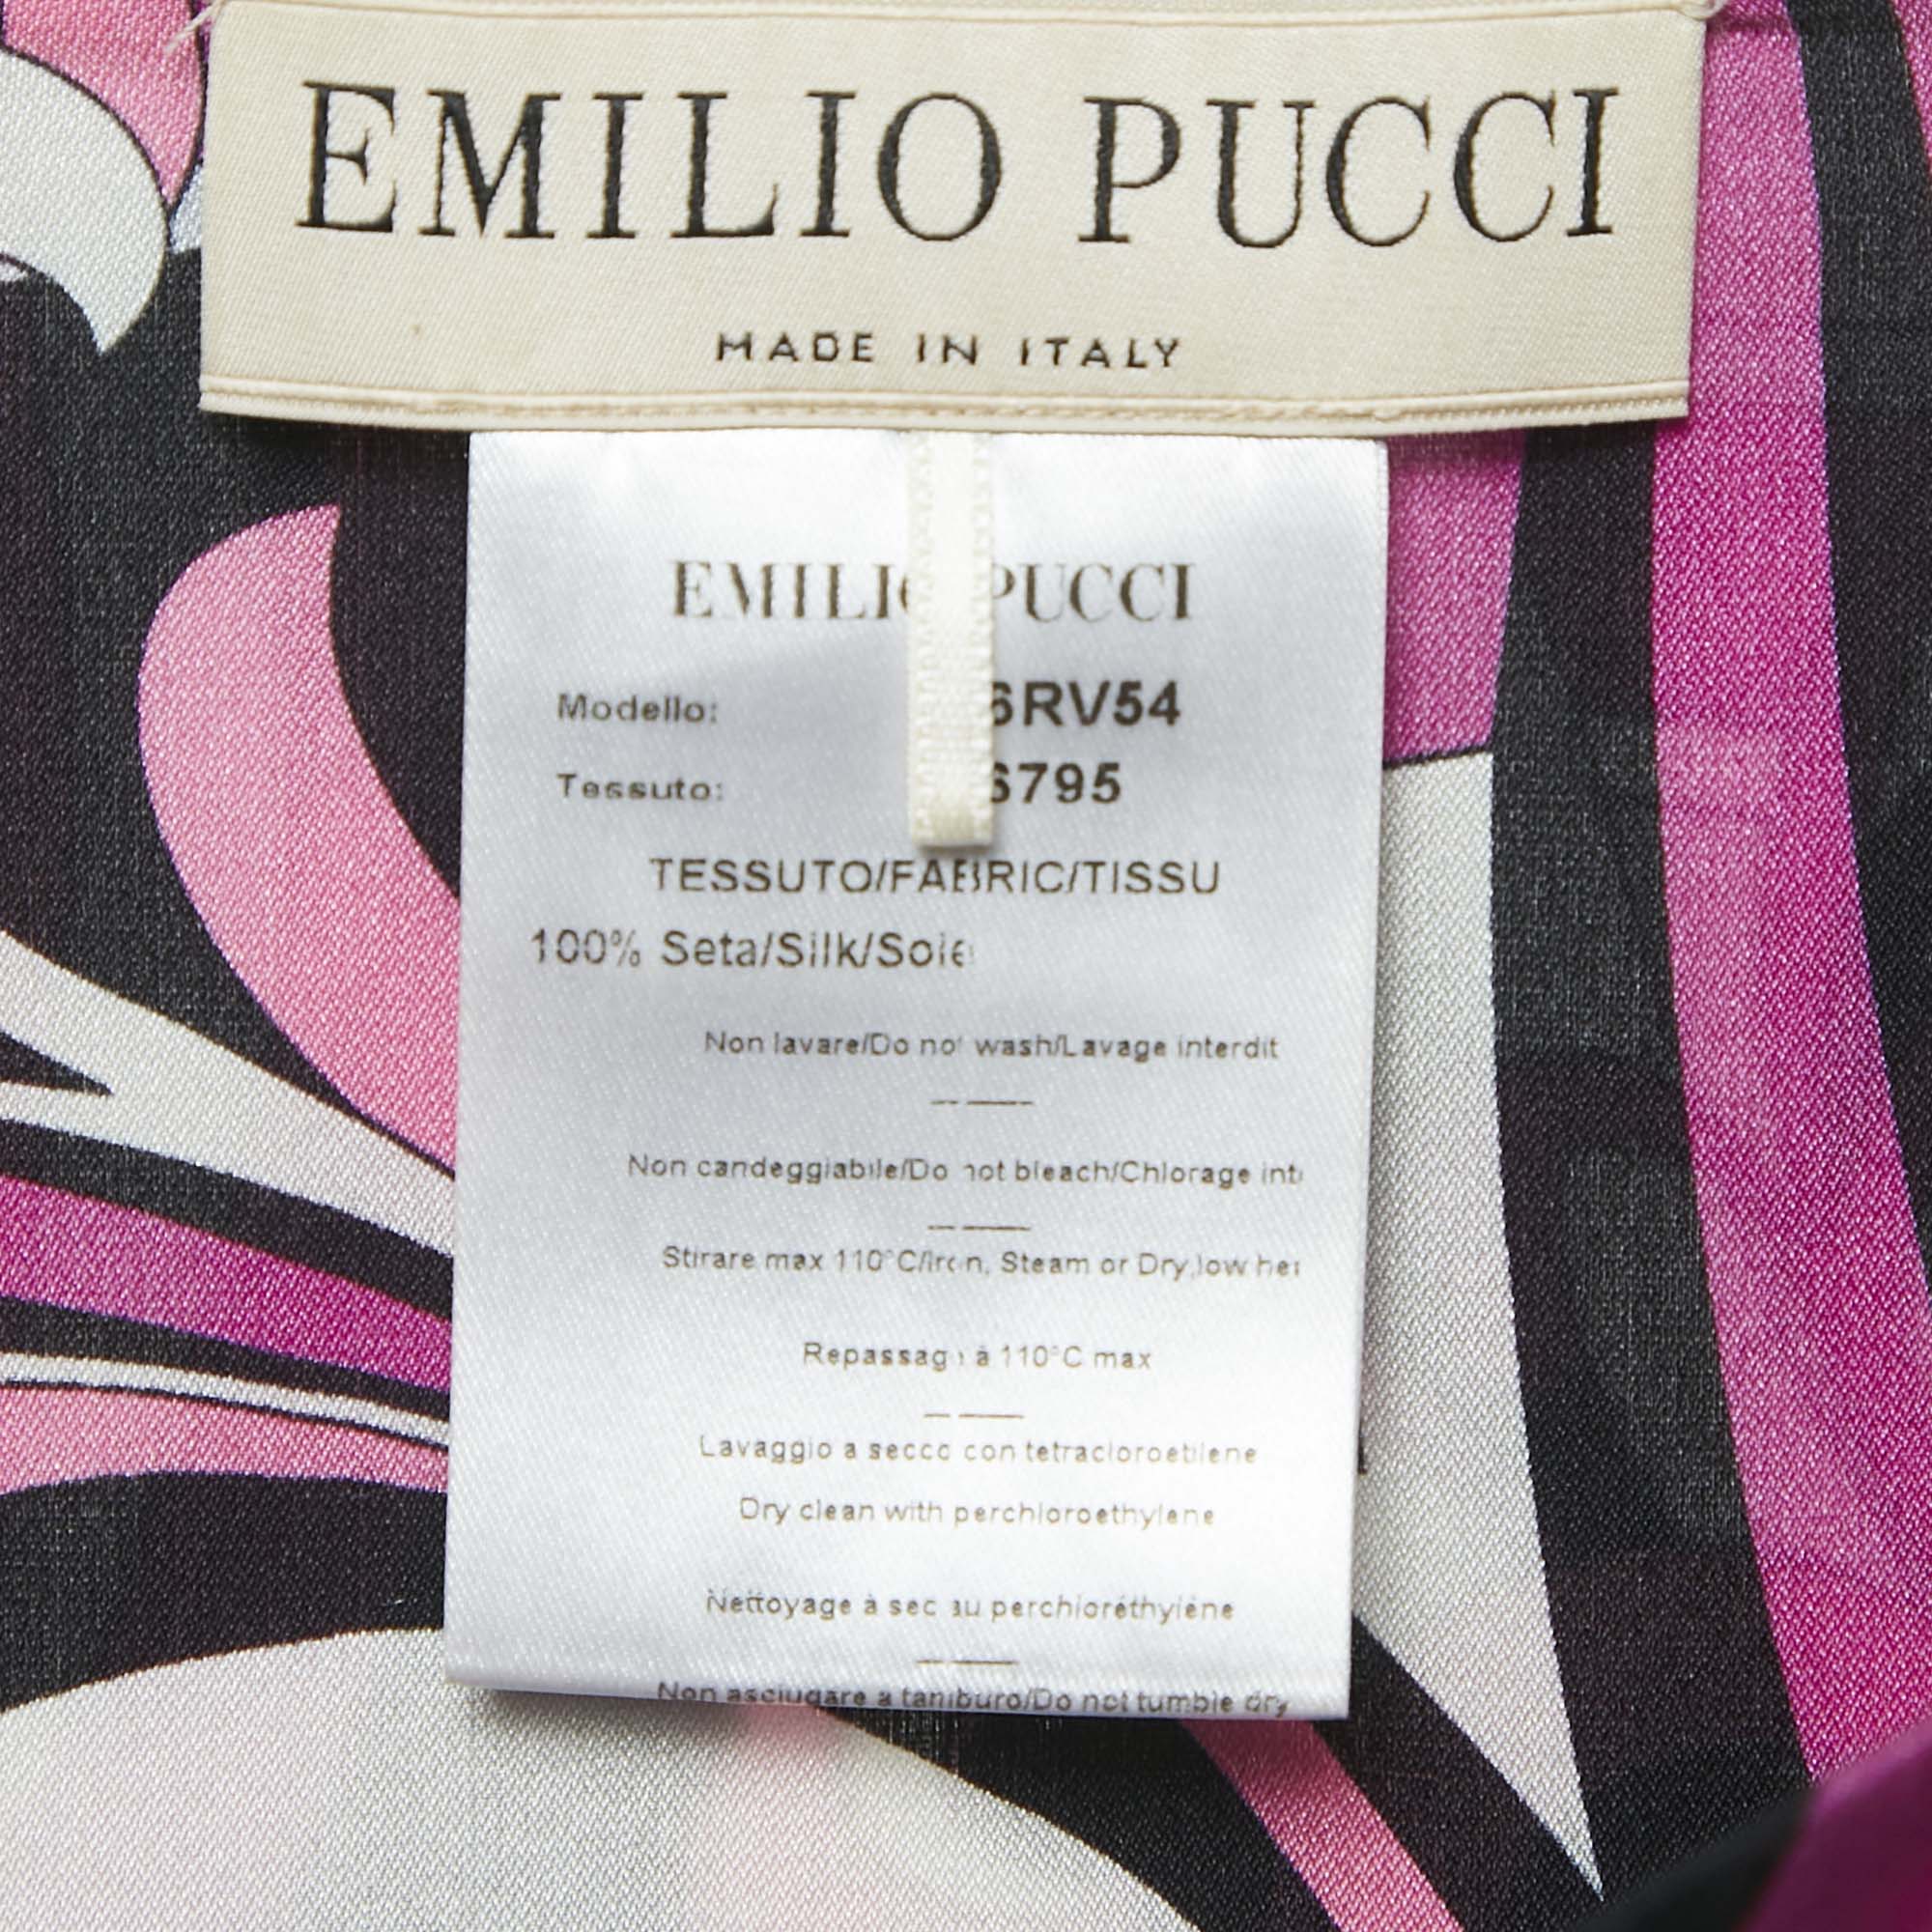 EMILIO PUCCI
MADE IN ITALY
EMILIO PUCCI
Modello: 6RV54
Tessuto: 6795
TESSUTO/FABRIC/TISSU
100% Seta/Silk/Soie
Non lavare/Do not wash/Lavage interdit
Non candeggiabile/Do not bleach/Chlorage int
Stirare max 110°C/Iron, Steam or Dry,low hea
Repassage à 110°C max
Lavaggio a secco con tetracloroetilene
Dry clean with perchloroethylene
Nettoyage à sec au perchloréthylène
Non asciugare a tamburo/Do not tumble dry